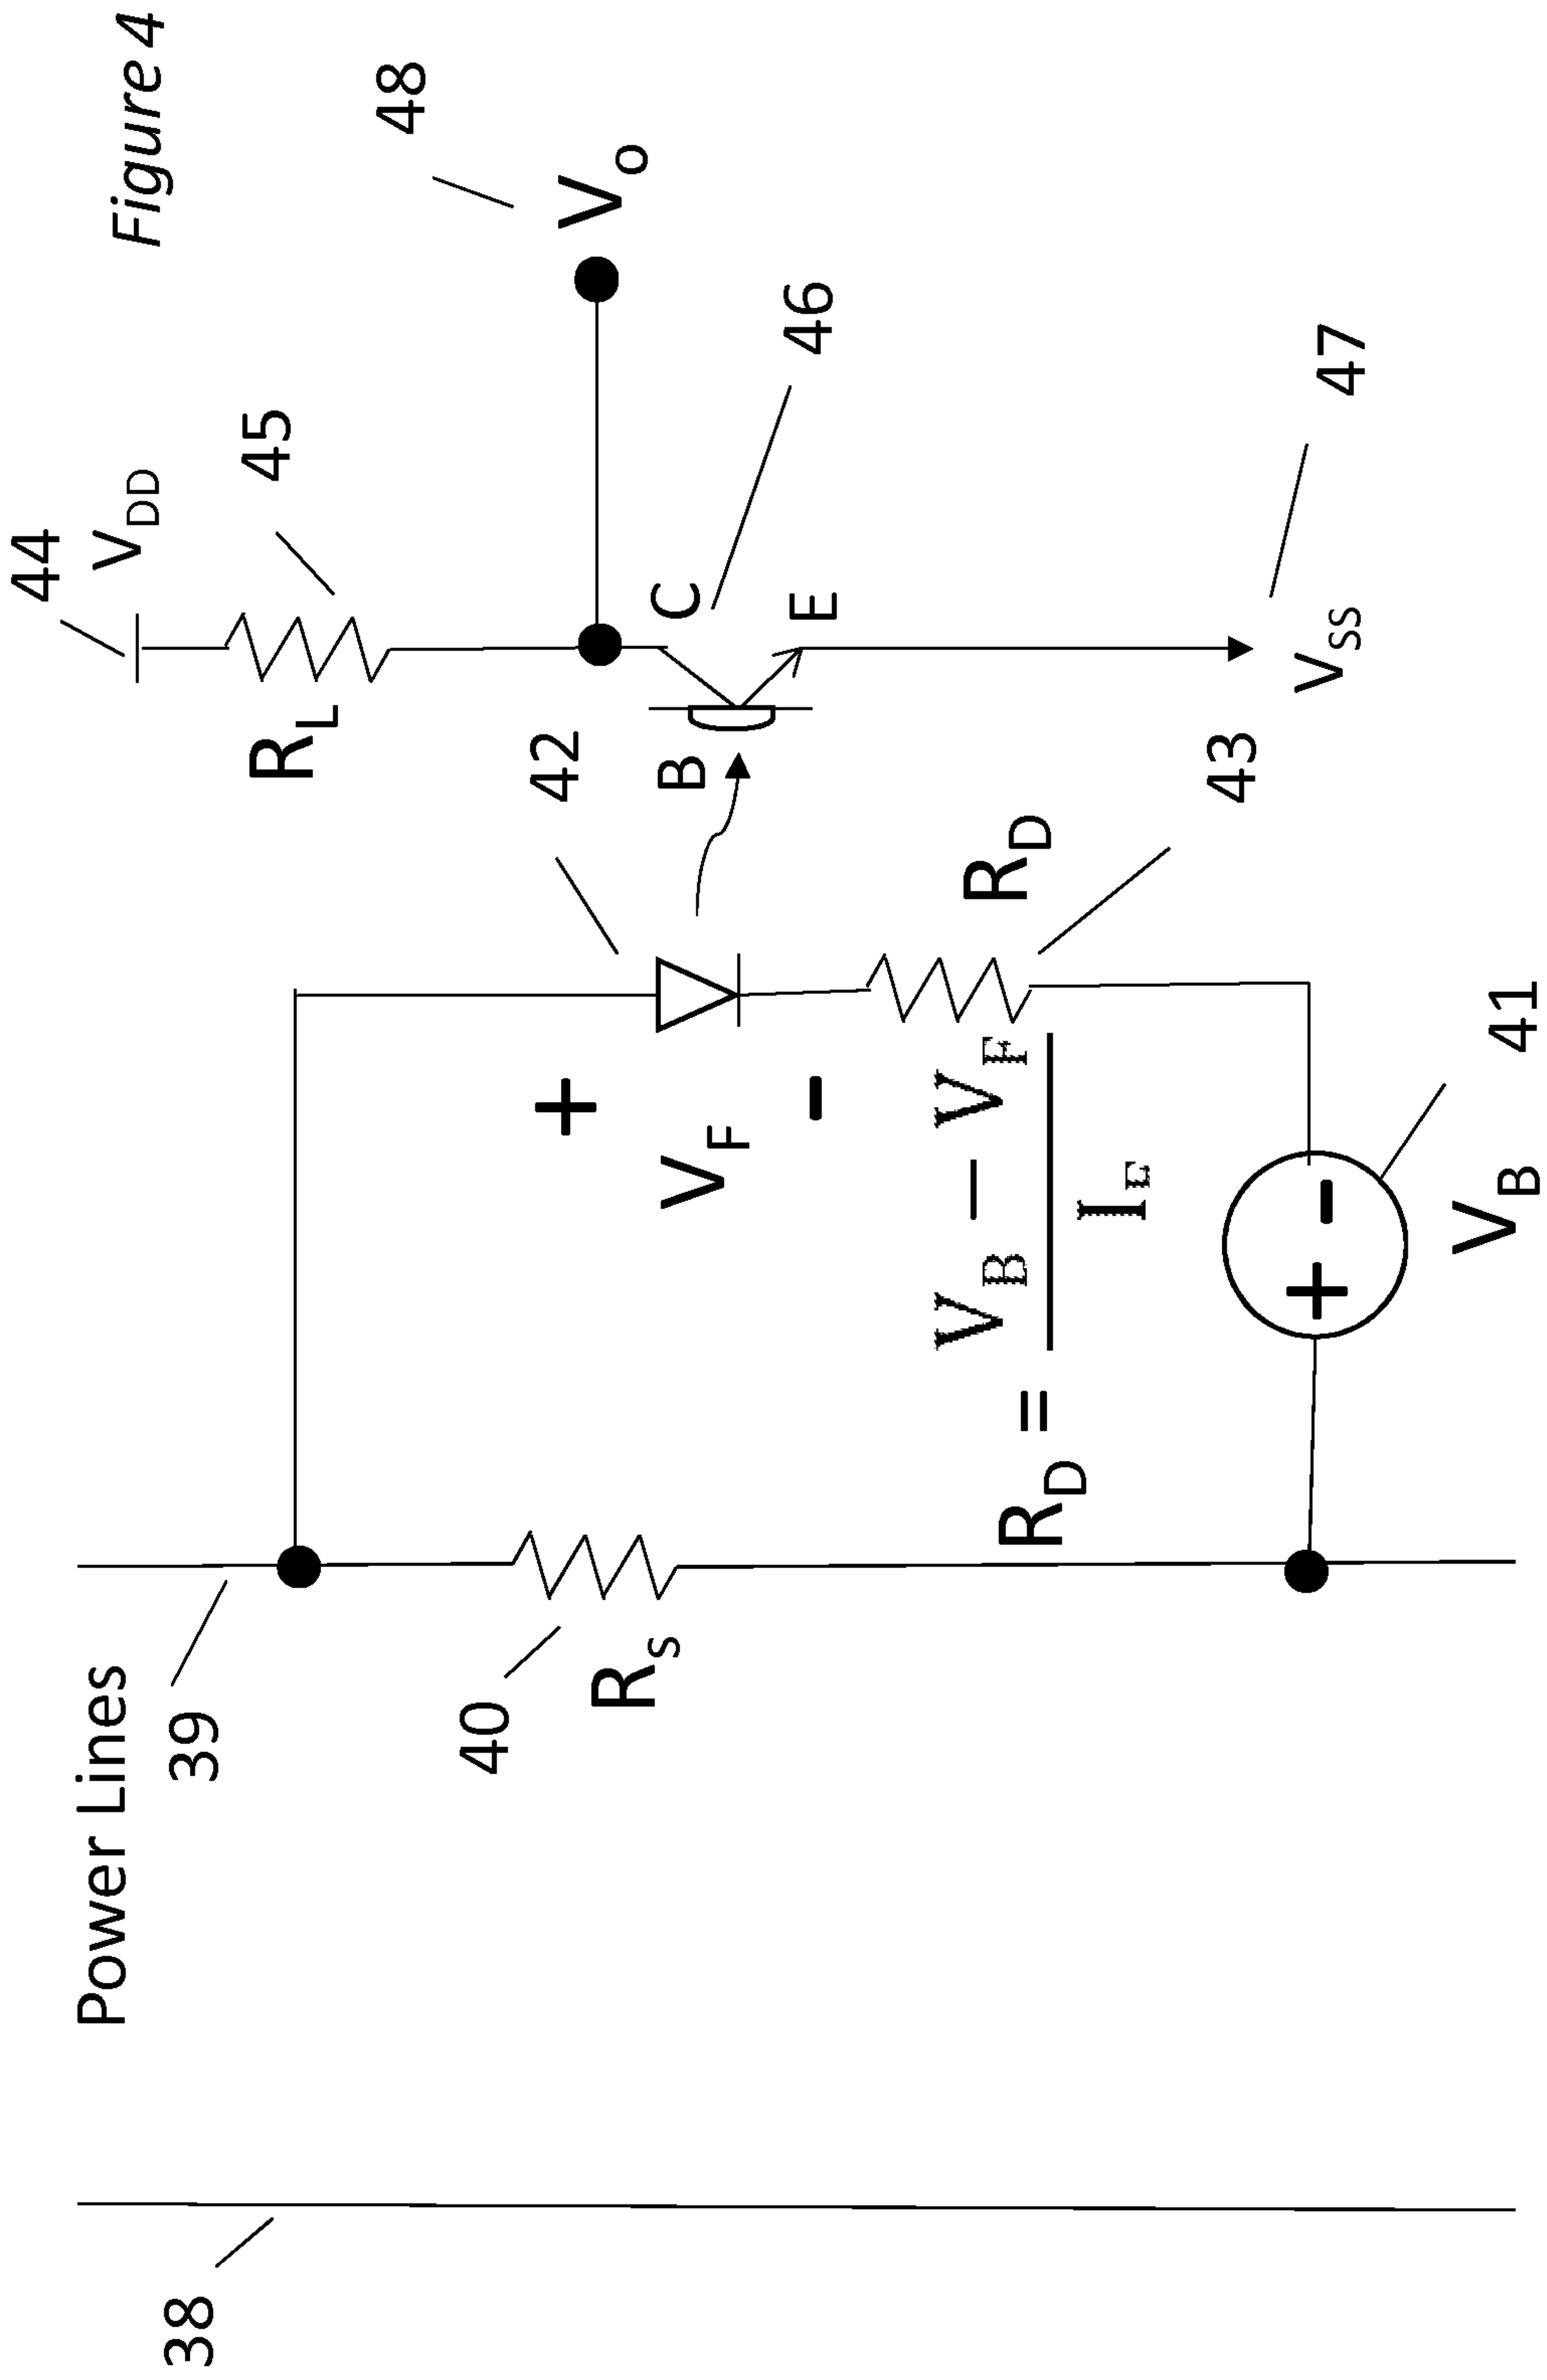 44
Power Lines
VDD
Figure 4
38
39
45
RL
48
40
42
+
Vo
Rs
C
B
VF
46
E
-
RD
RD = VB − VF
IE
43
+ -
VSS
47
VB
41